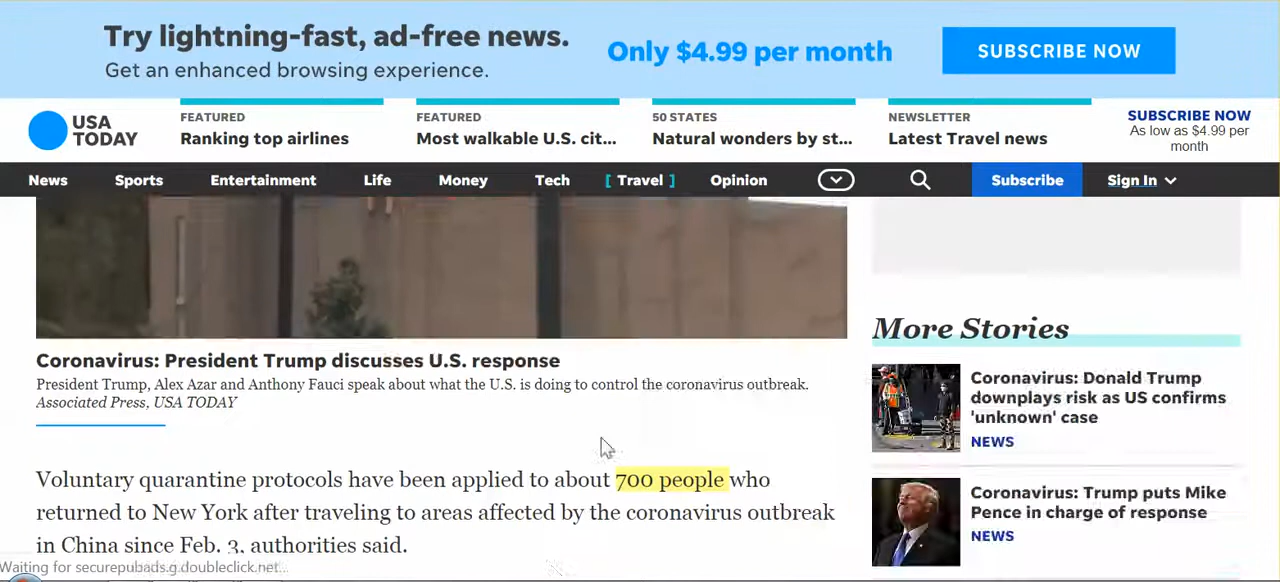 Try lightning-fast, ad-free news.
Get an enhanced browsing experience.
Only $4.99 per month
SUBSCRIBE NOW
USA
TODAY
FEATURED
Ranking top airlines
FEATURED
Most walkable U.S. cit...
50 STATES
Natural wonders by st...
NEWSLETTER
Latest Travel news
SUBSCRIBE NOW
As low as $4.99 per
month
News Sports Entertainment Life Money Tech [ Travel ] Opinion Subscribe Sign In
Coronavirus: President Trump discusses U.S. response
President Trump, Alex Azar and Anthony Fauci speak about what the U.S. is doing to control the coronavirus outbreak.
Associated Press, USA TODAY
Voluntary quarantine protocols have been applied to about 700 people who
returned to New York after traveling to areas affected by the coronavirus outbreak
in China since Feb. 3, authorities said.
More Stories
Coronavirus: Donald Trump
downplays risk as US confirms
'unknown' case
NEWS
Coronavirus: Trump puts Mike
Pence in charge of response
NEWS
Waiting for securepubads.g.doubleclick.net...